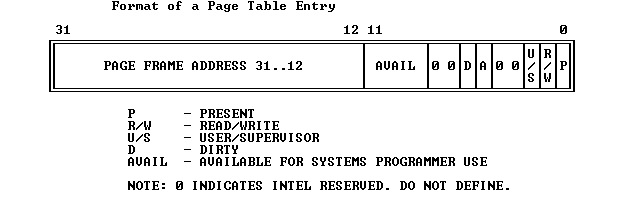 Format of a Page Table Entry
31 12 11 0
PAGE FRAME ADDRESS 31..12 AVAIL 0 0 D A 0 0 U/S R/W P
P - PRESENT
R/W - READ/WRITE
U/S - USER/SUPERVISOR
D - DIRTY
AVAIL - AVAILABLE FOR SYSTEMS PROGRAMMER USE
NOTE: 0 INDICATES INTEL RESERVED. DO NOT DEFINE.